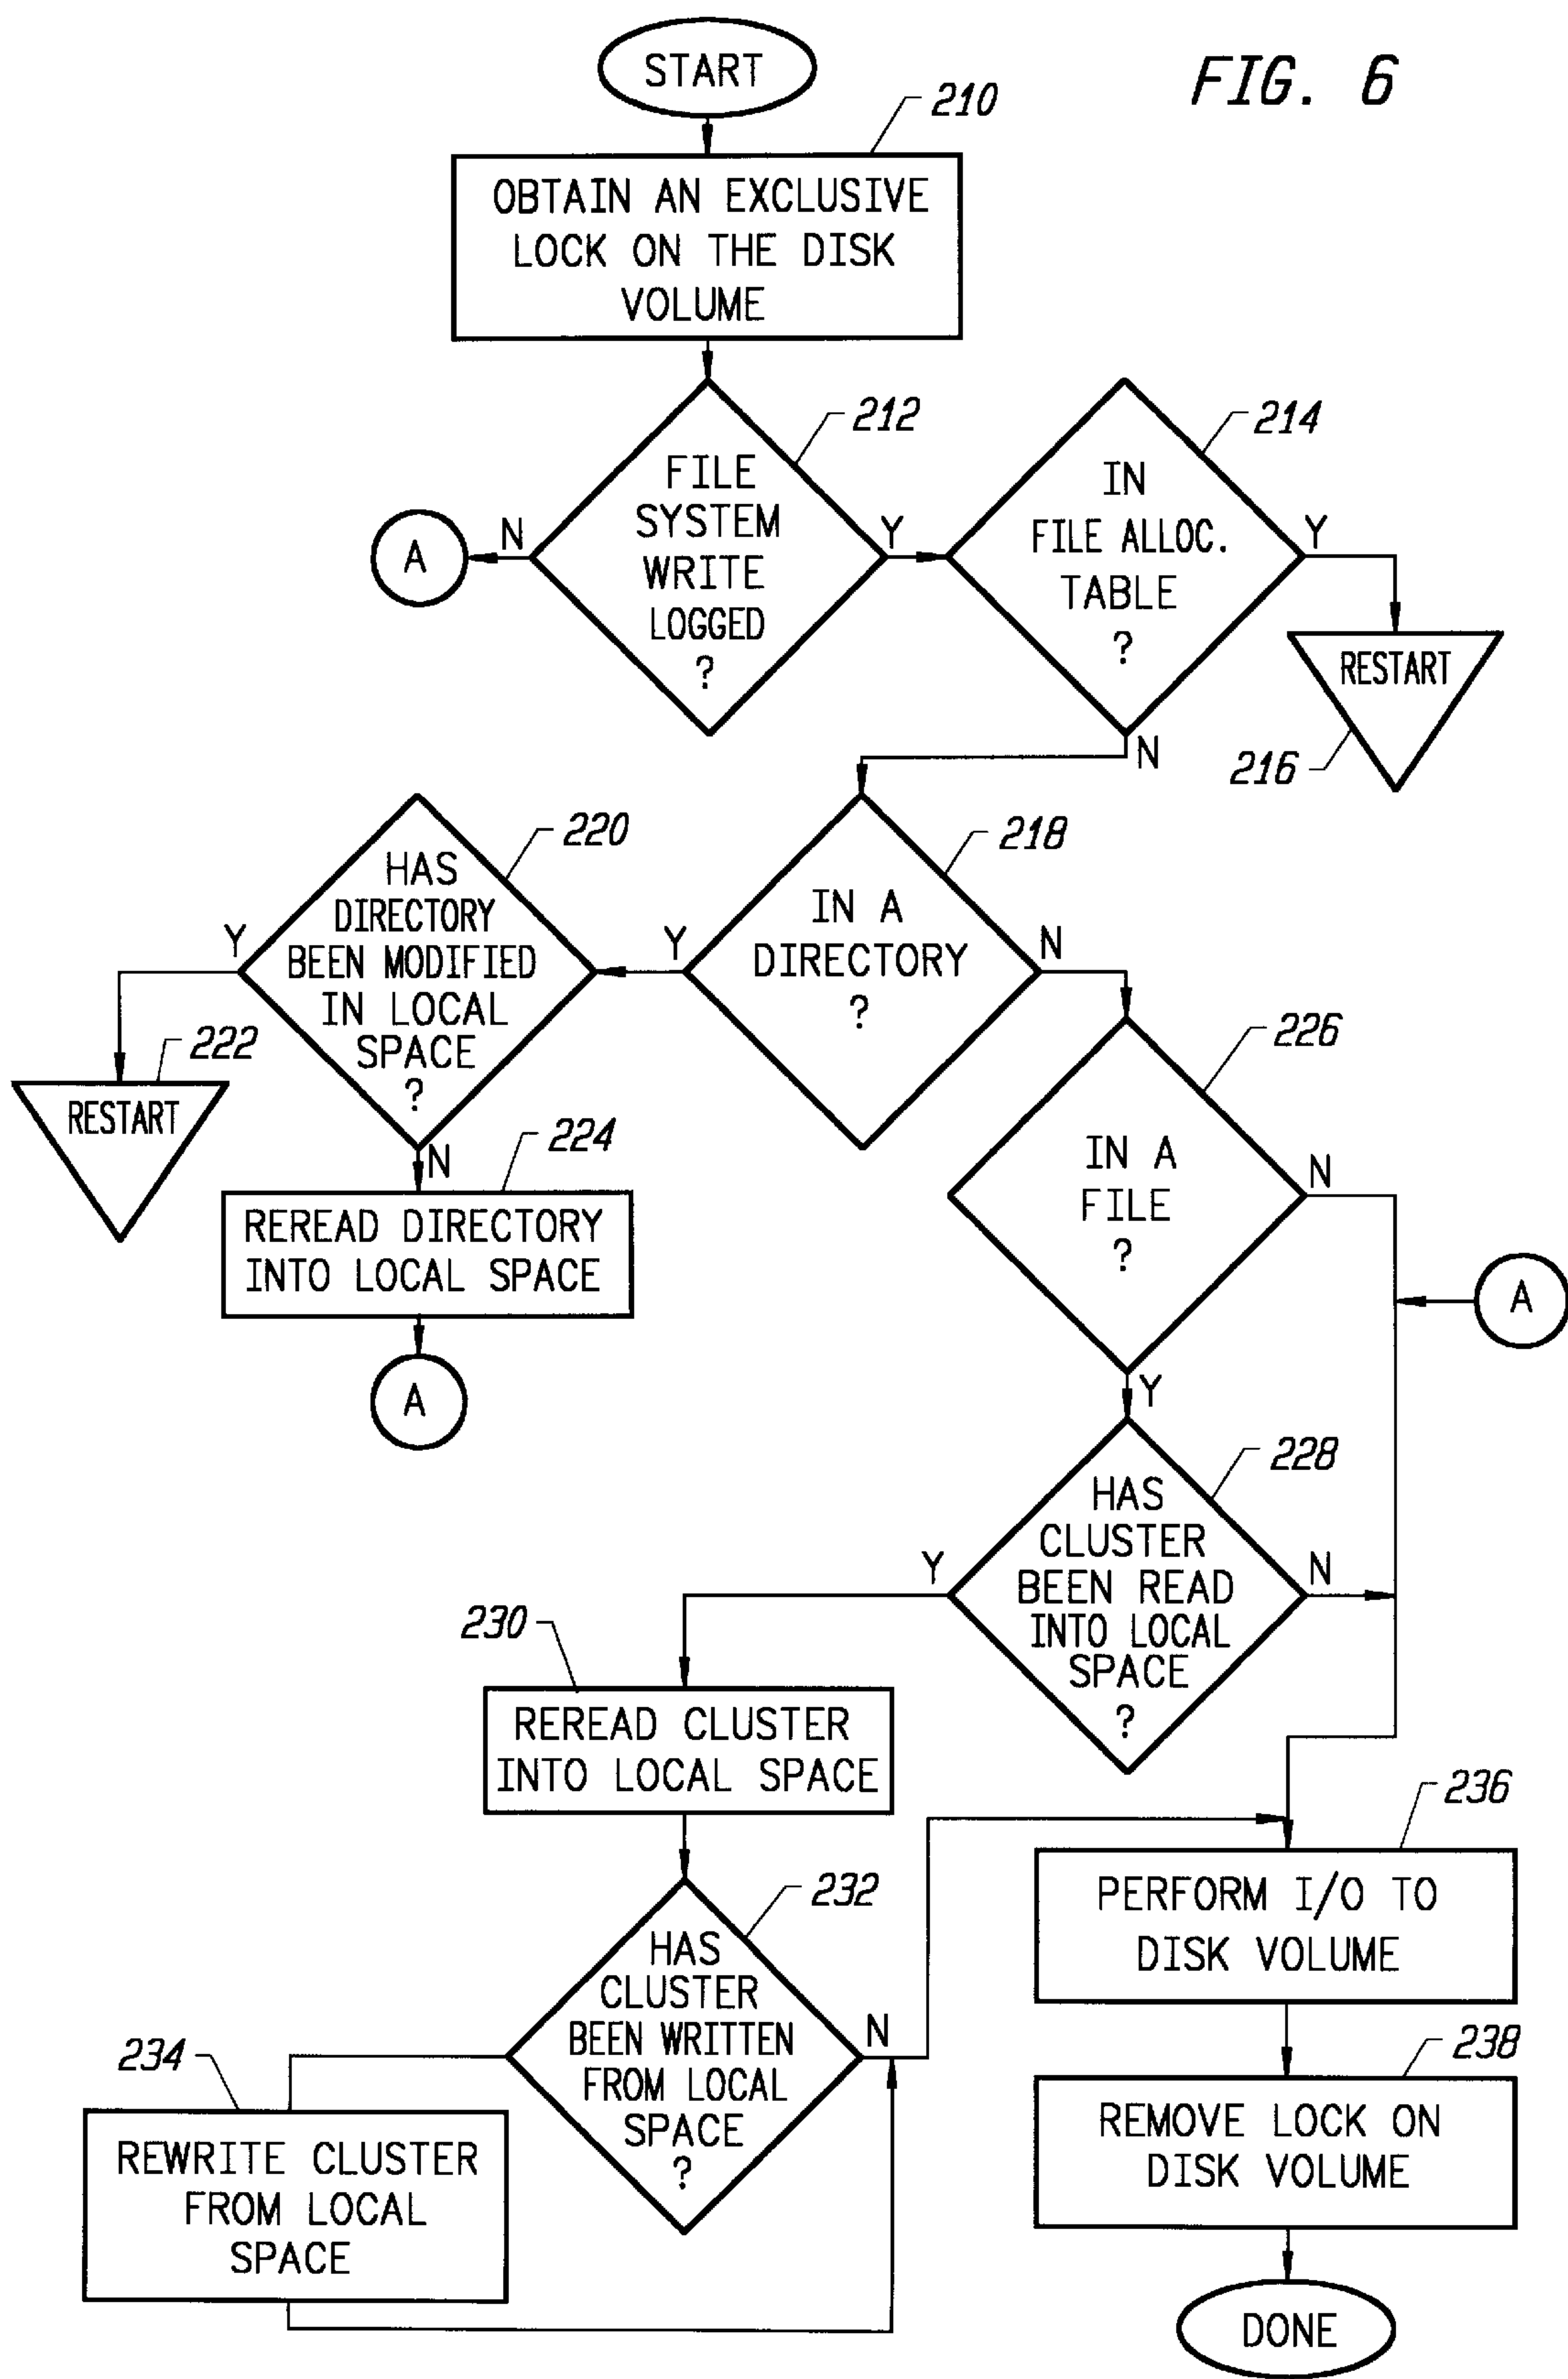 START
FIG. 6
210
OBTAIN AN EXCLUSIVE
LOCK ON THE DISK
VOLUME
212
FILE
SYSTEM
WRITE
LOGGED
?
N
A
Y
214
IN
FILE ALLOC.
TABLE
?
Y
RESTART
216
N
218
IN A
DIRECTORY
?
Y
N
220
HAS
DIRECTORY
BEEN MODIFIED
IN LOCAL
SPACE
?
Y
222
RESTART
N
224
REREAD DIRECTORY
INTO LOCAL SPACE
A
226
IN A
FILE
?
N
A
Y
228
HAS
CLUSTER
BEEN READ
INTO LOCAL
SPACE
?
Y
N
230
REREAD CLUSTER
INTO LOCAL SPACE
232
HAS
CLUSTER
BEEN WRITTEN
FROM LOCAL
SPACE
?
N
234
REWRITE CLUSTER
FROM LOCAL
SPACE
236
PERFORM I/O TO
DISK VOLUME
238
REMOVE LOCK ON
DISK VOLUME
DONE